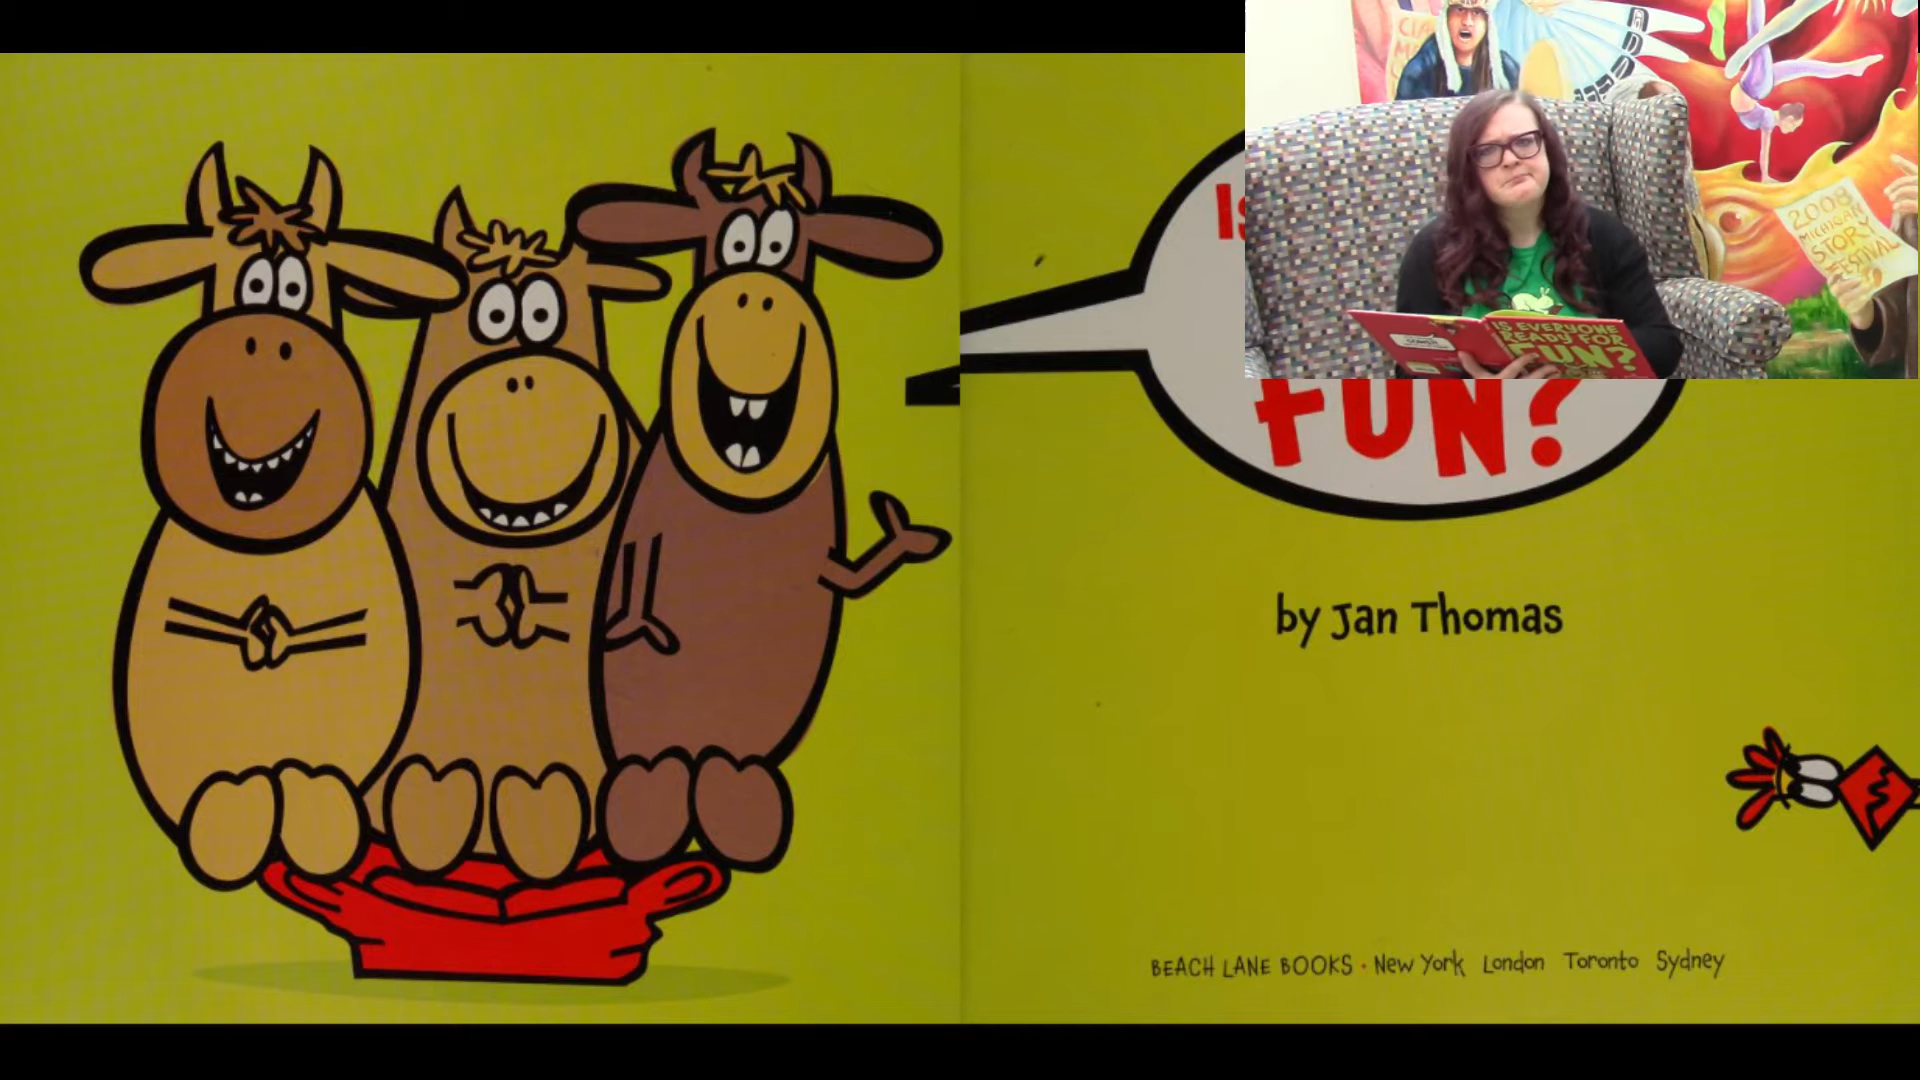 FUN?
by Jan Thomas
BEACH LANE BOOKS • New York London Toronto Sydney
IS EVERYONE
READY FOR
FUN?
2008
MICHIGAN
STORY
FESTIVAL